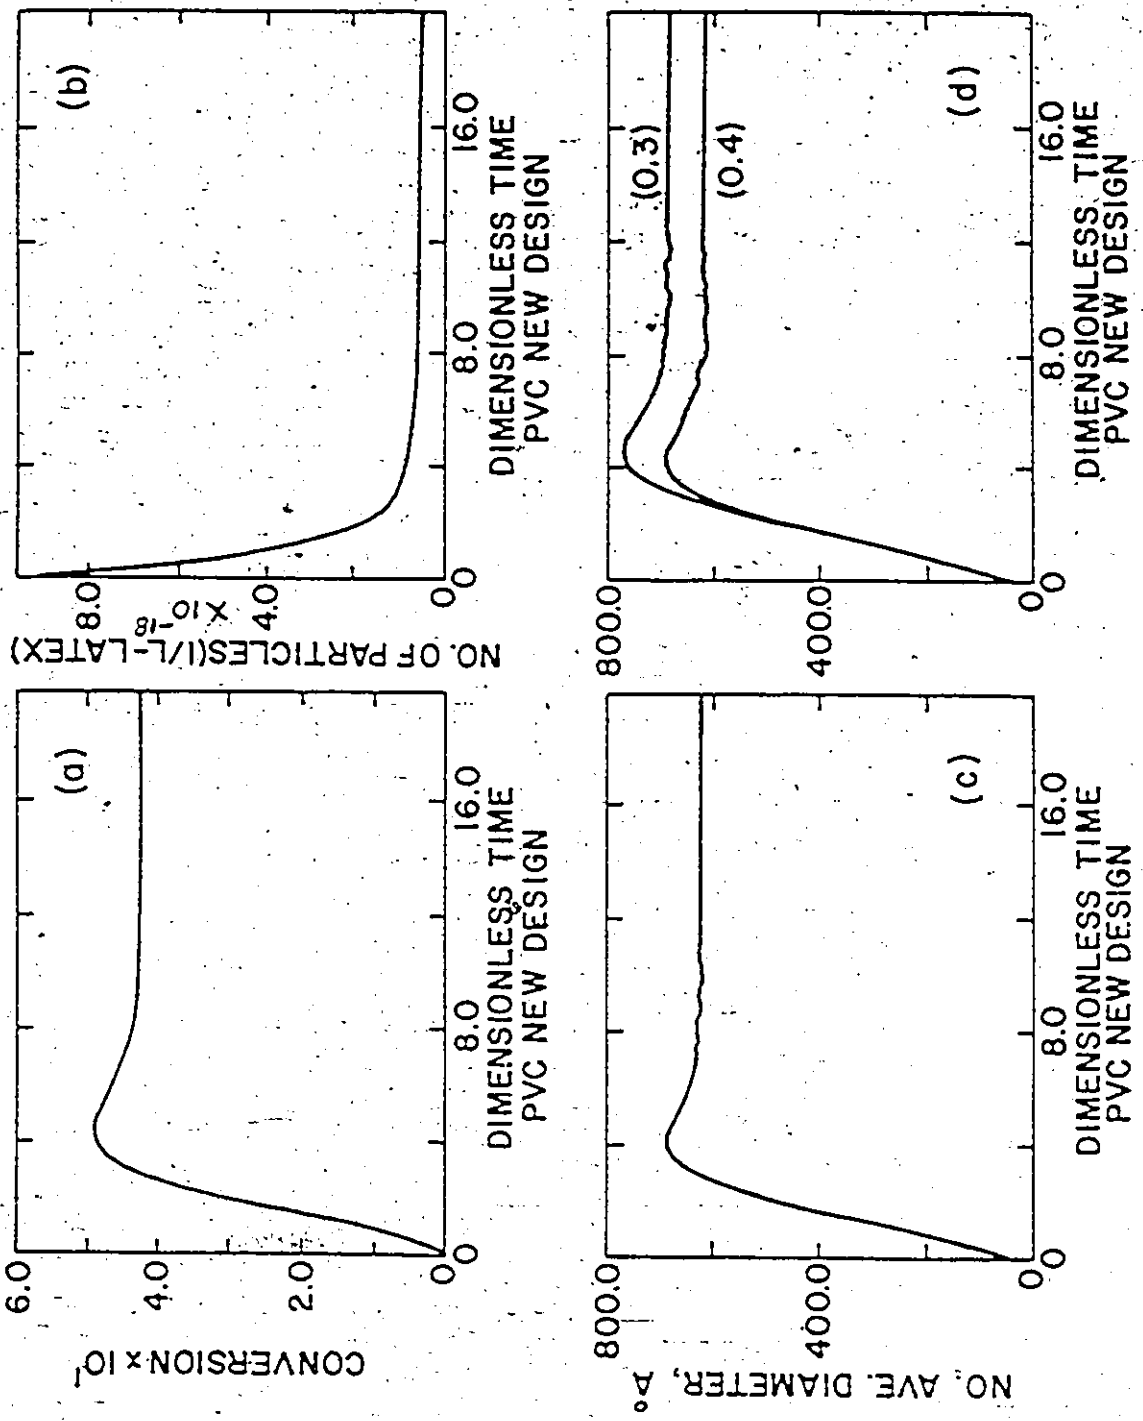 6.0
4.0
2.0
0
CONVERSION × 10¹
(a)
0
8.0
16.0
DIMENSIONLESS TIME
PVC NEW DESIGN
8.0
4.0
0
NO. OF PARTICLES(1/L-LATEX)
× 10⁻¹⁸
(b)
0
8.0
16.0
DIMENSIONLESS TIME
PVC NEW DESIGN
800.0
400.0
0.0
NO. AVE. DIAMETER, Å
(c)
0
8.0
16.0
DIMENSIONLESS TIME
PVC NEW DESIGN
800.0
400.0
0.0
(0.3)
(0.4)
(d)
0
8.0
16.0
DIMENSIONLESS TIME
PVC NEW DESIGN